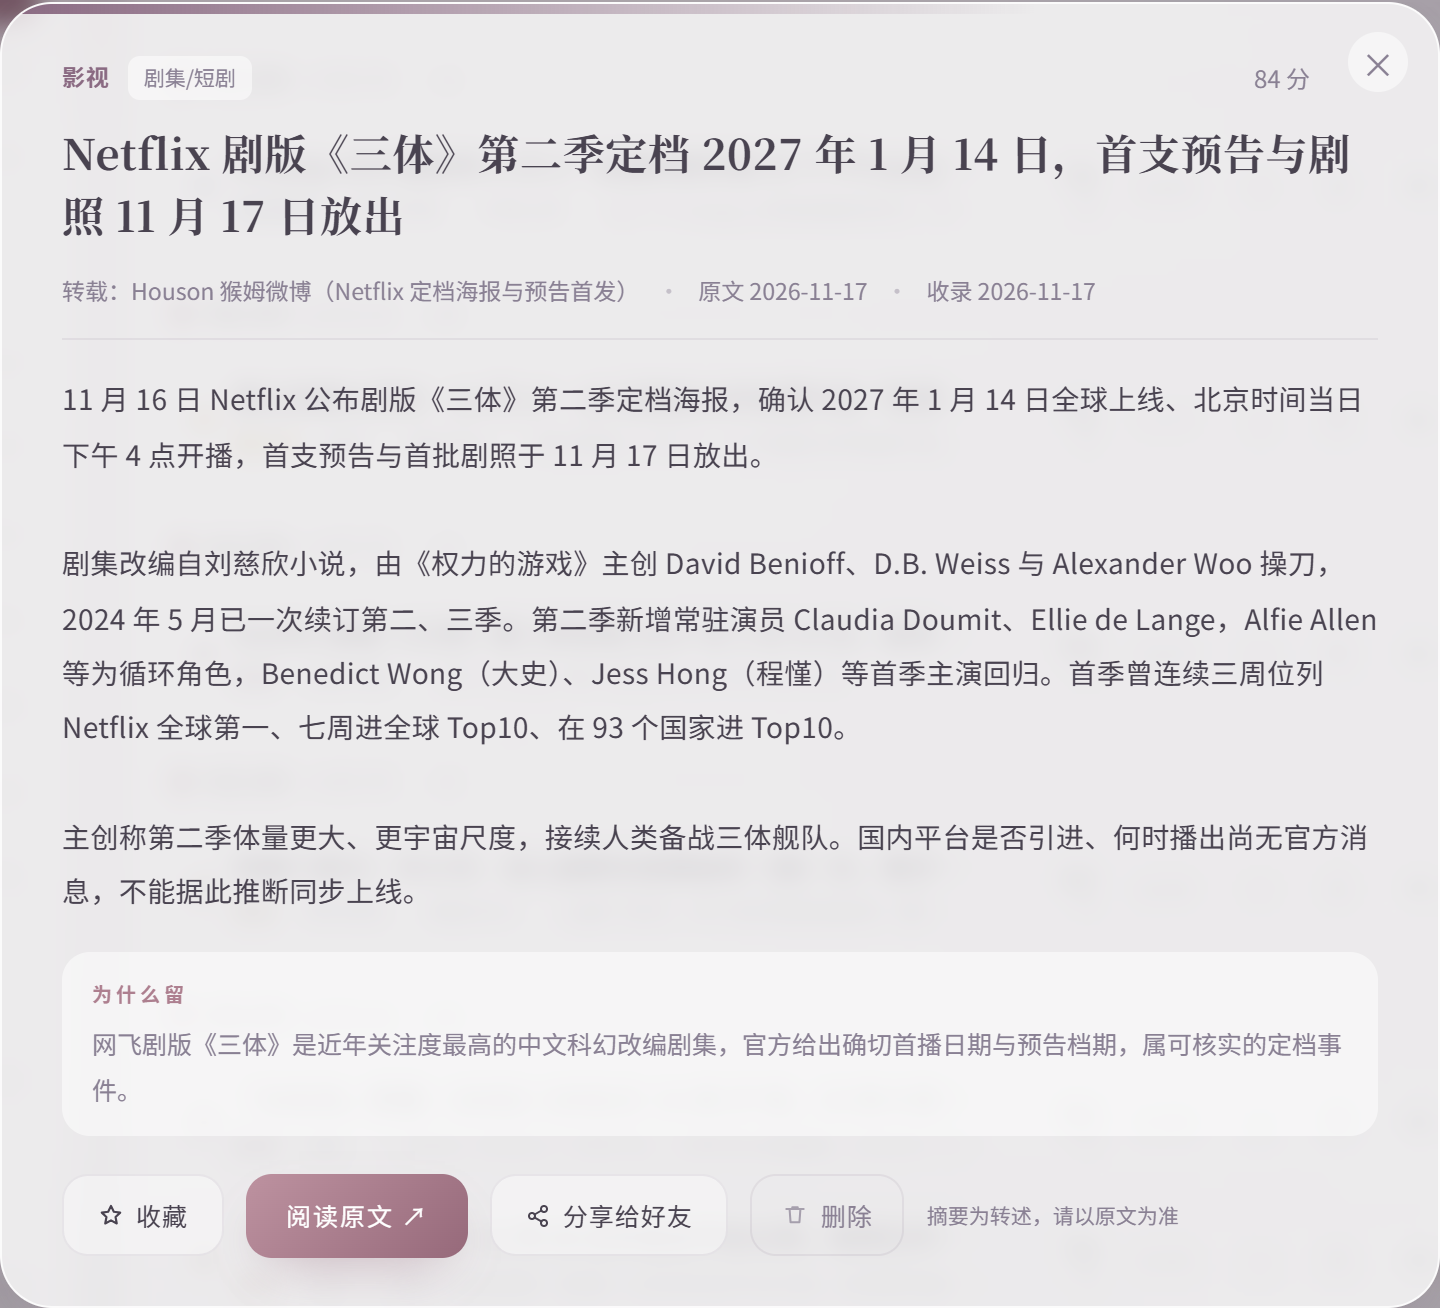 影视 剧集/短剧 84 分
Netflix 剧版《三体》第二季定档 2027 年 1 月 14 日，首支预告与剧
照 11 月 17 日放出
转载：Houson 猴姆微博（Netflix 定档海报与预告首发） • 原文 2026-11-17 • 收录 2026-11-17
11 月 16 日 Netflix 公布剧版《三体》第二季定档海报，确认 2027 年 1 月 14 日全球上线、北京时间当日
下午 4 点开播，首支预告与首批剧照于 11 月 17 日放出。
剧集改编自刘慈欣小说，由《权力的游戏》主创 David Benioff、D.B. Weiss 与 Alexander Woo 操刀，
2024 年 5 月已一次续订第二、三季。第二季新增常驻演员 Claudia Doumit、Ellie de Lange，Alfie Allen
等为循环角色，Benedict Wong（大史）、Jess Hong（程懂）等首季主演回归。首季曾连续三周位列
Netflix 全球第一、七周进全球 Top10、在 93 个国家进 Top10。
主创称第二季体量更大、更宇宙尺度，接续人类备战三体舰队。国内平台是否引进、何时播出尚无官方消
息，不能据此推断同步上线。
为什么留
网飞剧版《三体》是近年关注度最高的中文科幻改编剧集，官方给出确切首播日期与预告档期，属可核实的定档事
件。
收藏 阅读原文 ↗ 分享给好友 删除 摘要为转述，请以原文为准